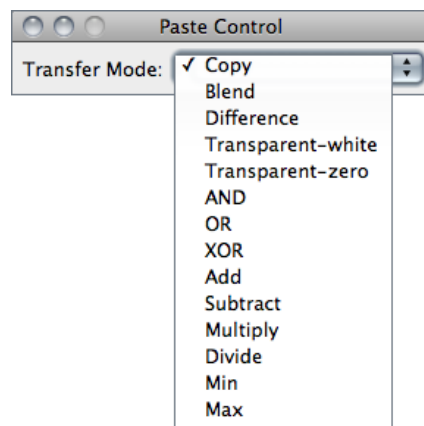 Paste Control
Transfer Mode: ✓ Copy
Blend
Difference
Transparent-white
Transparent-zero
AND
OR
XOR
Add
Subtract
Multiply
Divide
Min
Max